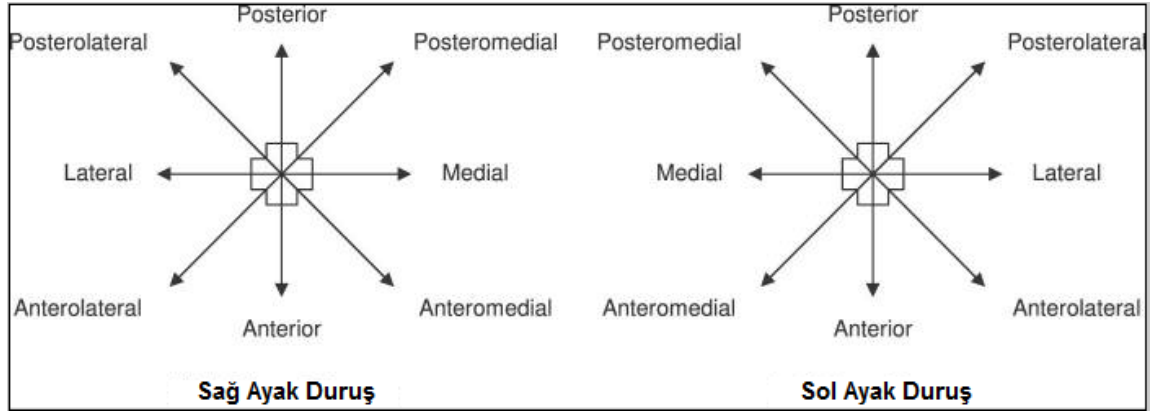 Posterior
Posterolateral
Posteromedial
Lateral
Medial
Anterolateral
Anteromedial
Anterior
Sağ Ayak Duruş
Posterior
Posteromedial
Posterolateral
Medial
Lateral
Anteromedial
Anterolateral
Anterior
Sol Ayak Duruş